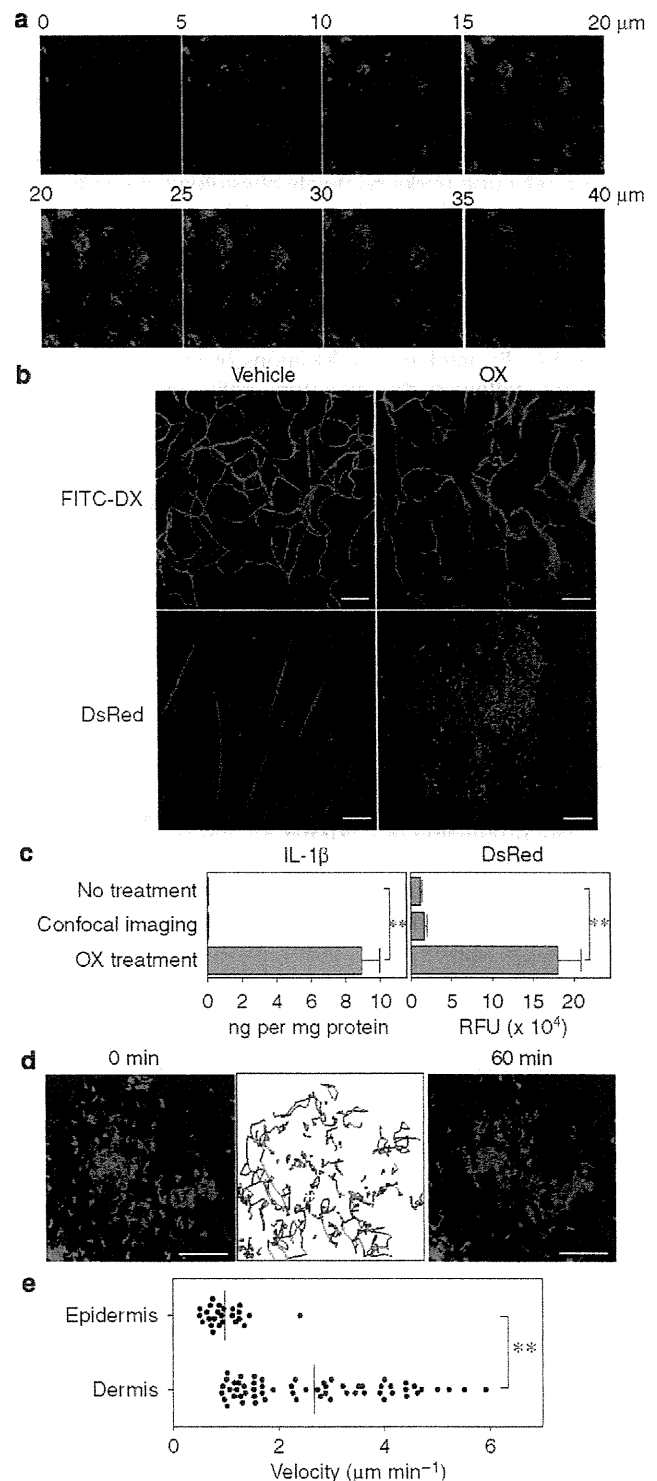 a
0 5 10 15 20 μm
20 25 30 35 40 μm
b
Vehicle OX
FITC-DX
DsRed
c
IL-1β DsRed
No treatment
Confocal imaging
OX treatment
**
**
0 2 4 6 8 10 0 5 10 15 20
ng per mg protein RFU (x 10⁴)
d
0 min 60 min
e
Epidermis
Dermis
**
0 2 4 6
Velocity (μm min⁻¹)